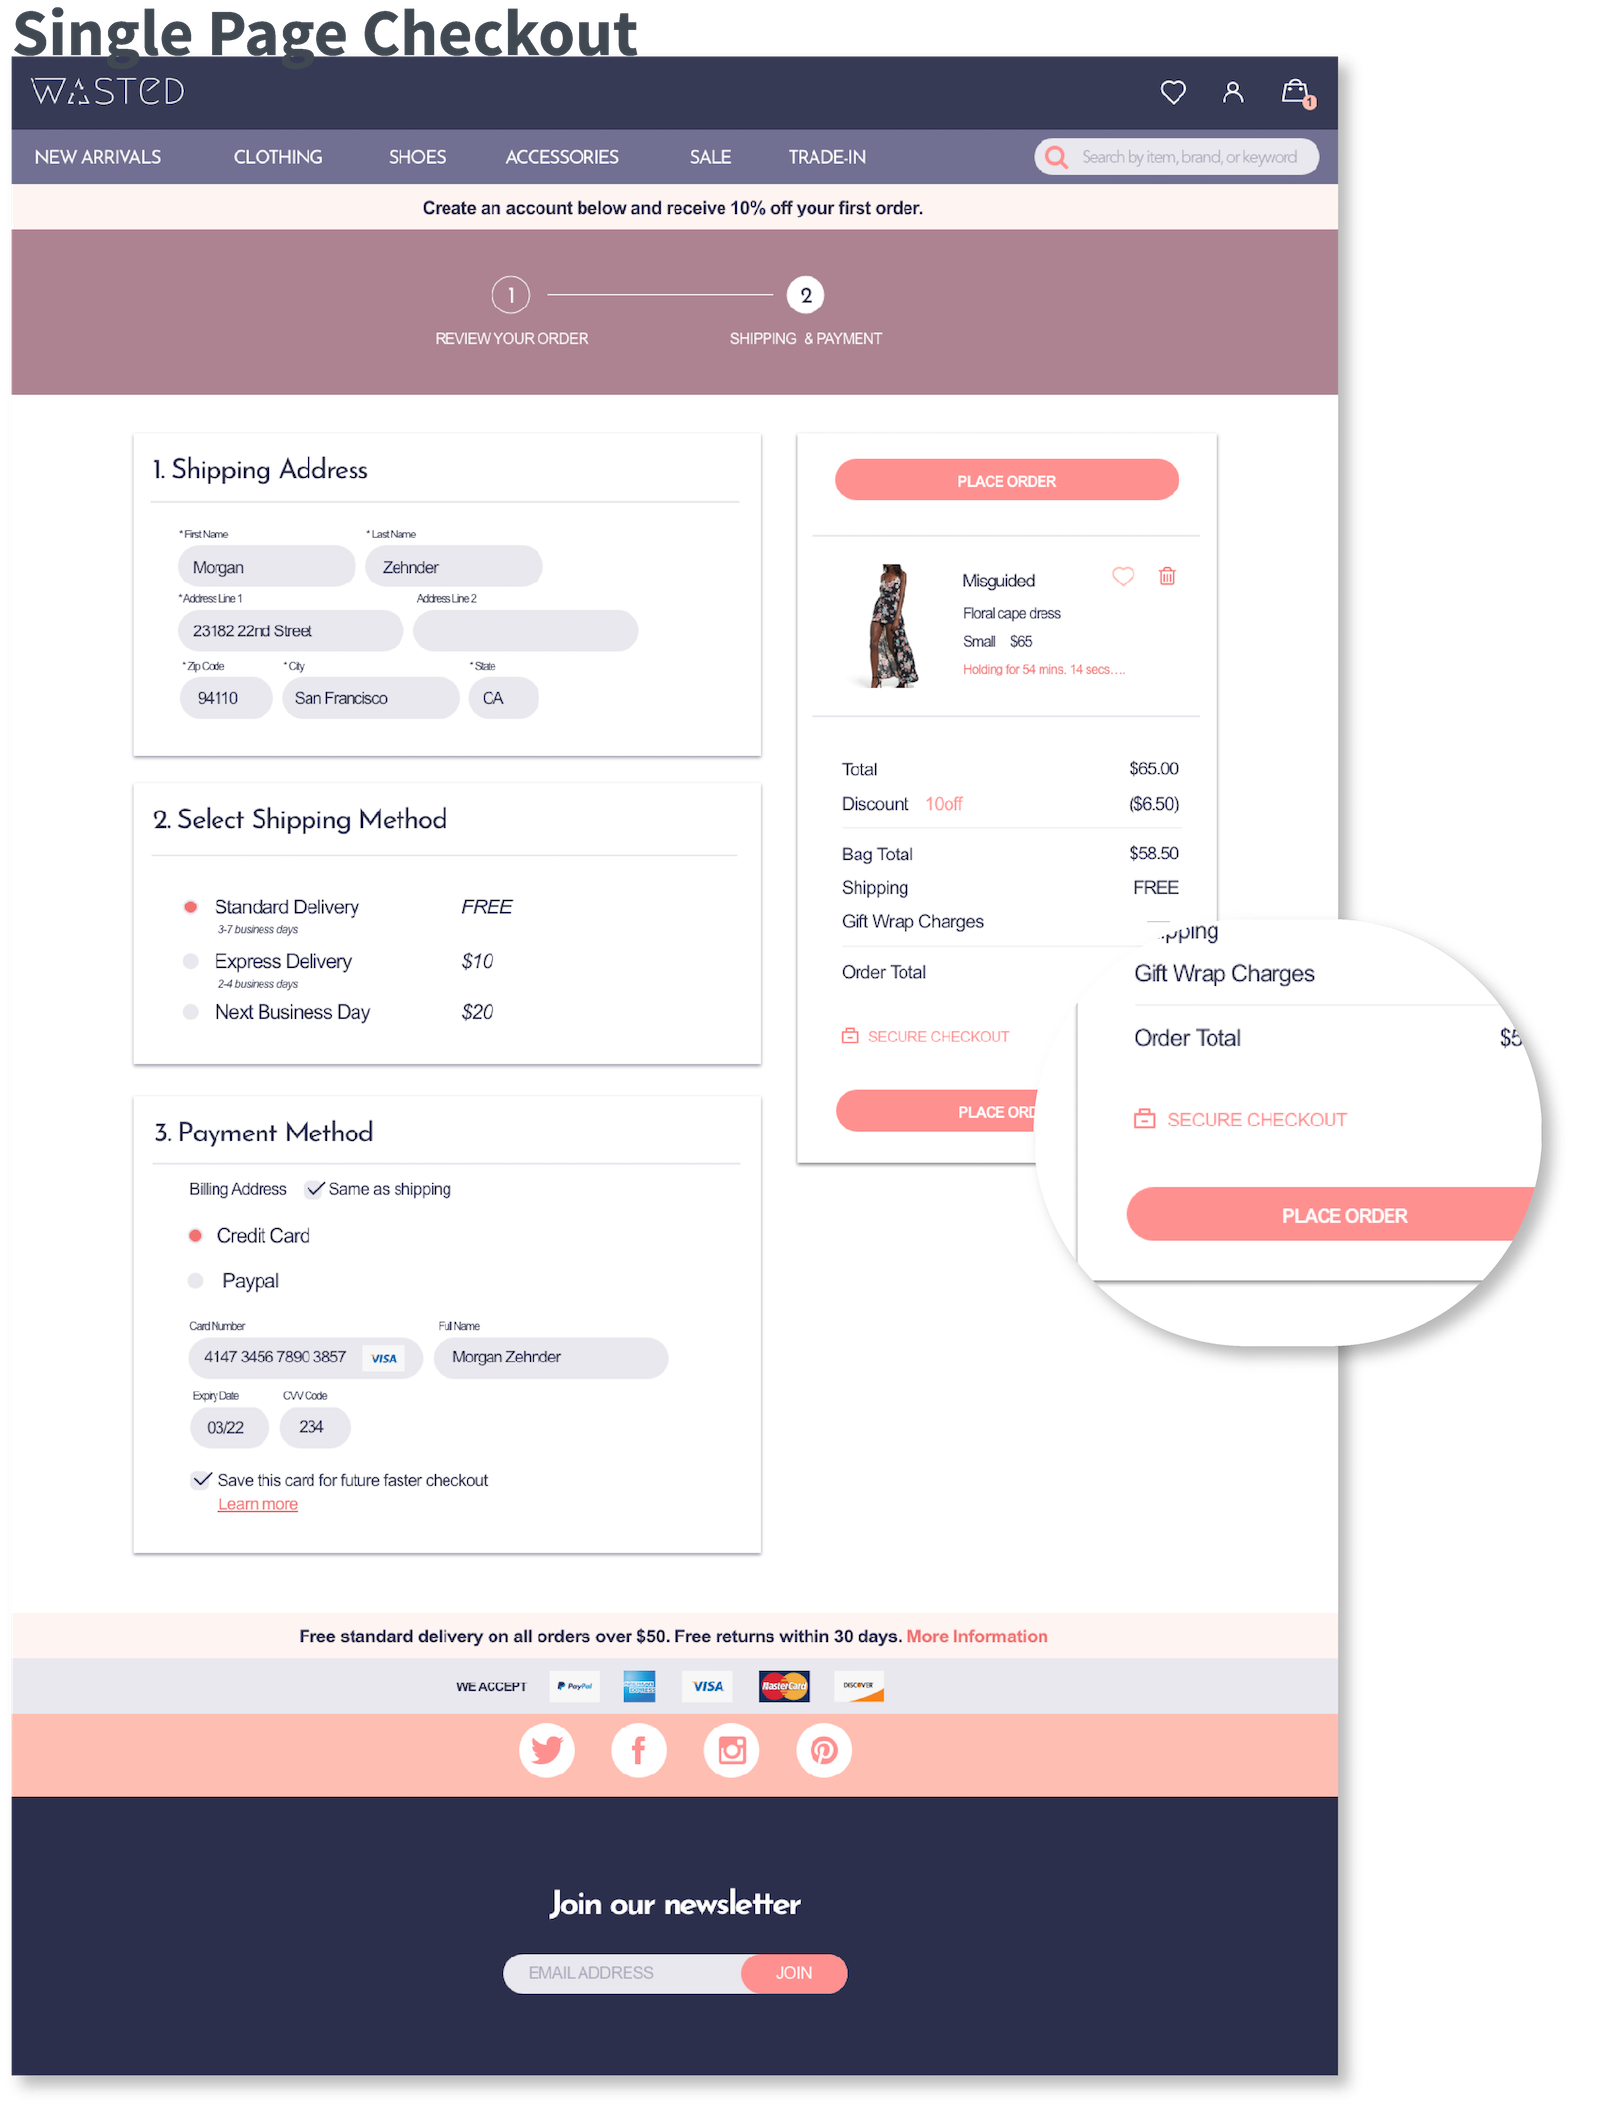 Single Page Checkout
WASTED
1
NEW ARRIVALS CLOTHING SHOES ACCESSORIES SALE TRADE-IN Search by item, brand, or keyword
Create an account below and receive 10% off your first order.
1 2
REVIEW YOUR ORDER SHIPPING & PAYMENT
1. Shipping Address
* First Name * Last Name
Morgan Zehnder
*Address Line 1 Address Line 2
23182 22nd Street
* Zip Code * City * State
94110 San Francisco CA
2. Select Shipping Method
Standard Delivery FREE
3-7 business days
Express Delivery $10
2-4 business days
Next Business Day $20
3. Payment Method
Billing Address Same as shipping
Credit Card
Paypal
Card Number Full Name
4147 3456 7890 3857 VISA Morgan Zehnder
Expiry Date CVV Code
03/22 234
Save this card for future faster checkout
Learn more
PLACE ORDER
Misguided
Floral cape dress
Small $65
Holding for 54 mins. 14 secs....
Total $65.00
Discount 10off ($6.50)
Bag Total $58.50
Shipping FREE
Gift Wrap Charges
Order Total
SECURE CHECKOUT
PLACE ORD
pping
Gift Wrap Charges
Order Total $5
SECURE CHECKOUT
PLACE ORDER
Free standard delivery on all orders over $50. Free returns within 30 days. More Information
WE ACCEPT PayPal AMERICAN EXPRESS VISA MasterCard DISCOVER
Join our newsletter
EMAIL ADDRESS JOIN